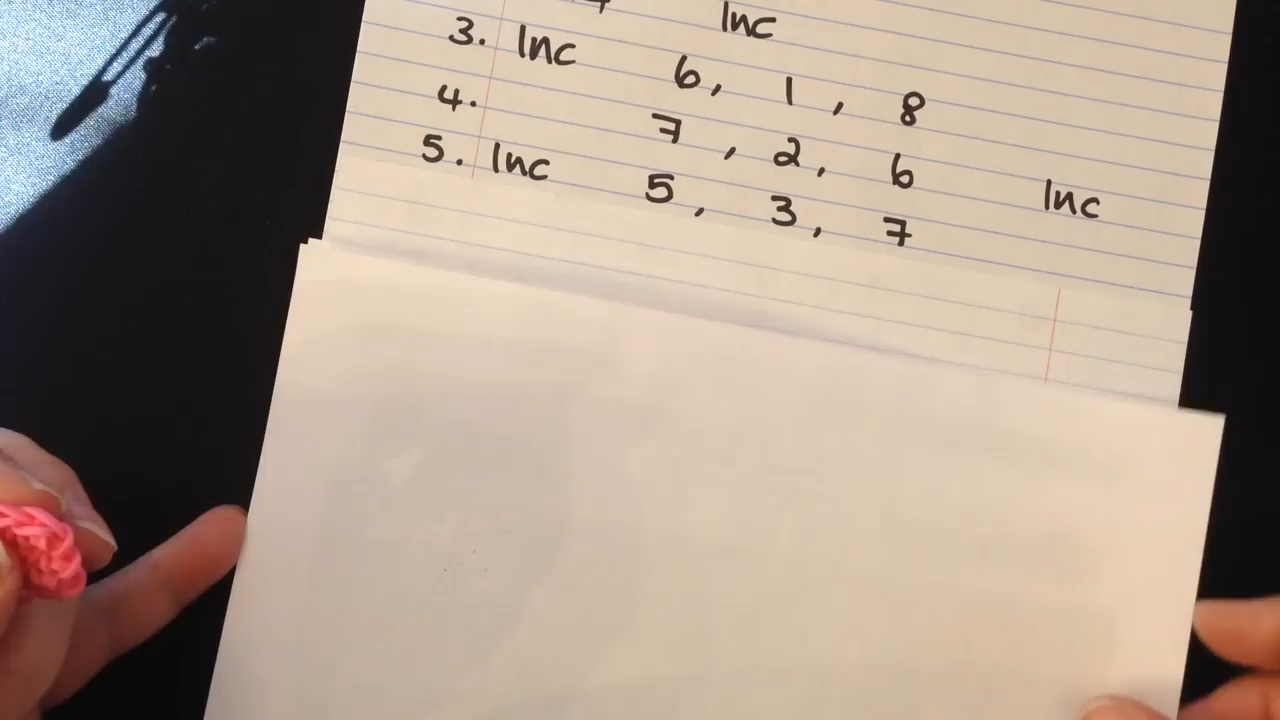 Inc
3. Inc 6, 1, 8
4. 7, 2, 6 Inc
5. Inc 5, 3, 7